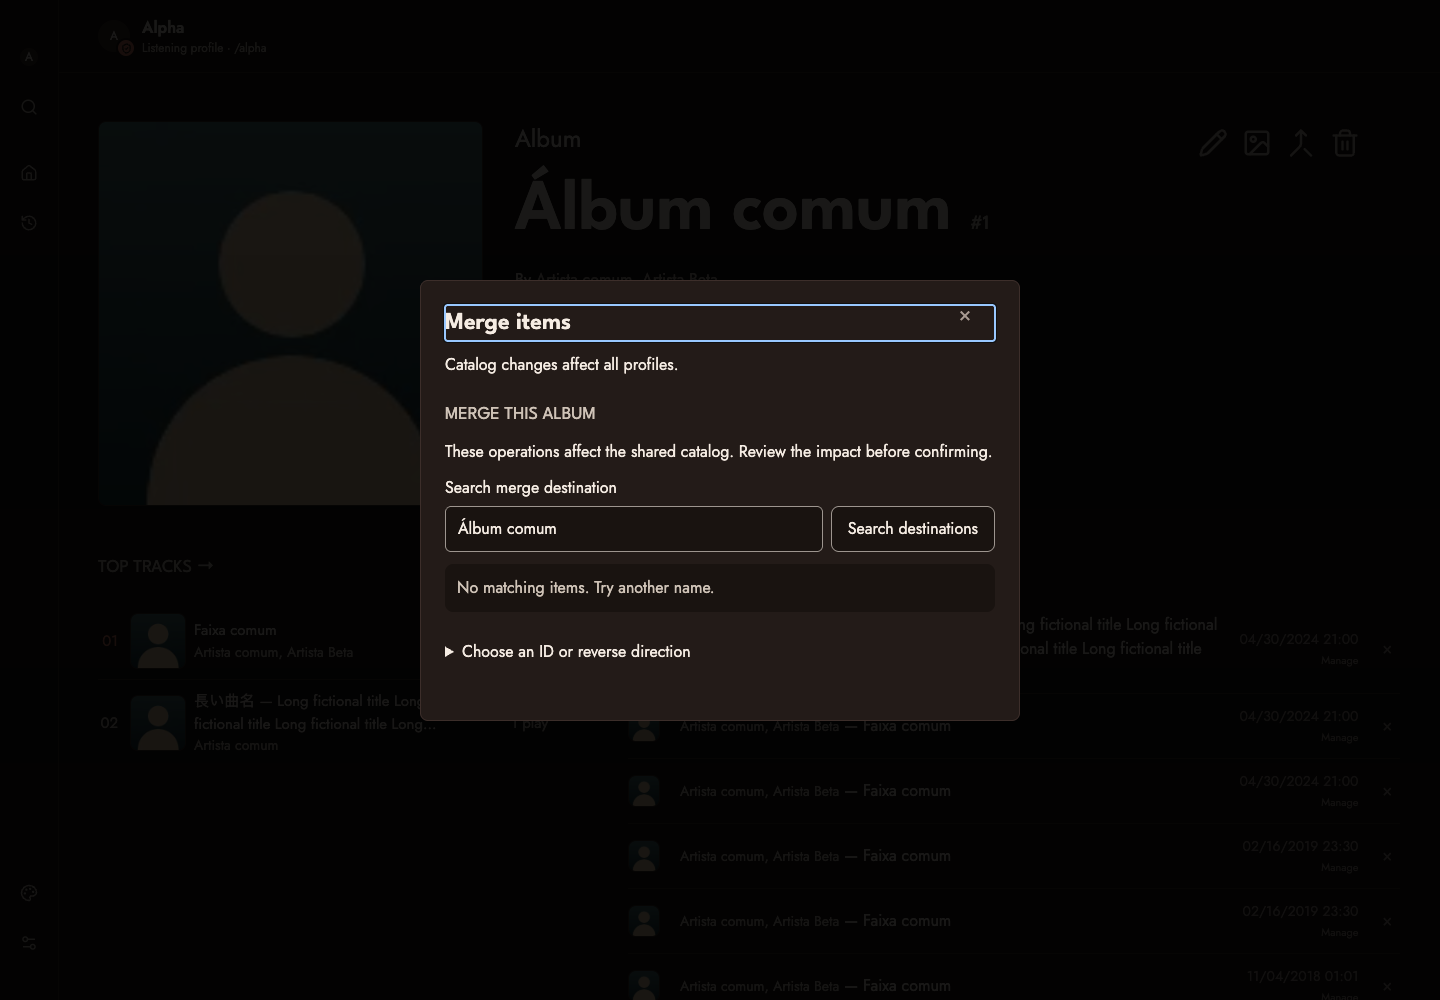 Alpha
A
Listening profile · /alpha
A
Album
Álbum comum #1
By Artista comum, Artista Beta
Merge items
×
Catalog changes affect all profiles.
MERGE THIS ALBUM
These operations affect the shared catalog. Review the impact before confirming.
Search merge destination
Álbum comum
Search destinations
No matching items. Try another name.
▶ Choose an ID or reverse direction
TOP TRACKS →
01
Faixa comum
Artista comum, Artista Beta
02
長い曲名 — Long fictional title Long
fictional title Long fictional title Long…
Artista comum
1 play
fictional title Long fictional
title Long fictional title
04/30/2024 21:00
Manage
×
Artista comum, Artista Beta — Faixa comum
04/30/2024 21:00
Manage
×
Artista comum, Artista Beta — Faixa comum
04/30/2024 21:00
Manage
×
Artista comum, Artista Beta — Faixa comum
02/16/2019 23:30
Manage
×
Artista comum, Artista Beta — Faixa comum
02/16/2019 23:30
Manage
×
Artista comum, Artista Beta — Faixa comum
11/04/2018 01:01
Manage
×